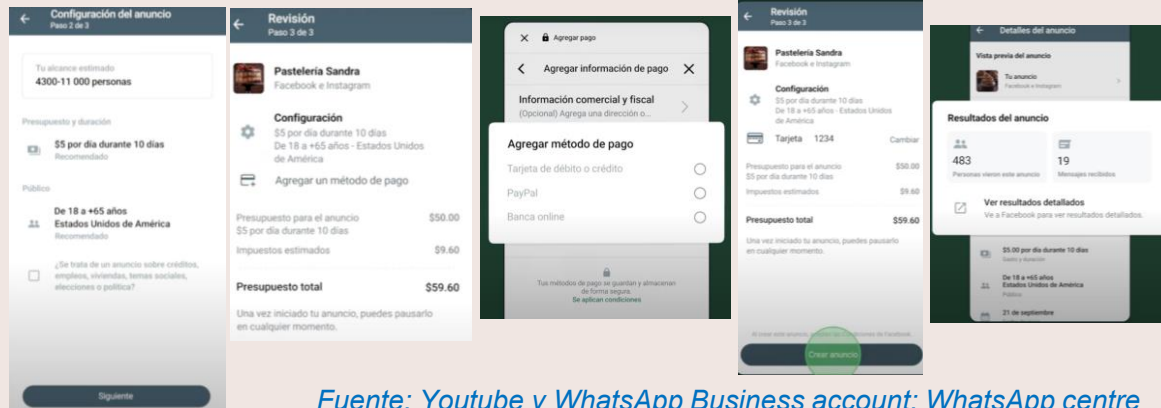 Configuración del anuncio
Paso 2 de 3
Tu alcance estimado
4300-11 000 personas
Presupuesto y duración
$5 por día durante 10 días
Recomendado
Público
De 18 a +65 años
Estados Unidos de América
Recomendado
¿Se trata de un anuncio sobre créditos,
empleos, viviendas, temas sociales,
elecciones o política?
Siguiente
Revisión
Paso 3 de 3
Pastelería Sandra
Facebook e Instagram
Configuración
$5 por día durante 10 días
De 18 a +65 años - Estados Unidos
de América
Agregar un método de pago
Presupuesto para el anuncio $50.00
$5 por día durante 10 días
Impuestos estimados $9.60
Presupuesto total $59.60
Una vez iniciado tu anuncio, puedes pausarlo
en cualquier momento.
Agregar pago
Agregar información de pago
Información comercial y fiscal
(Opcional) Agrega una dirección o...
Agregar método de pago
Tarjeta de débito o crédito
PayPal
Banca online
Tus métodos de pago se guardan y almacenan
de forma segura.
Se aplican condiciones
Revisión
Paso 3 de 3
Pastelería Sandra
Facebook e Instagram
Configuración
$5 por día durante 10 días
De 18 a +65 años - Estados Unidos
de América
Tarjeta 1234 Cambiar
Presupuesto para el anuncio $50.00
$5 por día durante 10 días
Impuestos estimados $9.60
Presupuesto total $59.60
Una vez iniciado tu anuncio, puedes pausarlo
en cualquier momento.
Al crear este anuncio, aceptas las Condiciones de Facebook.
Crear anuncio
Detalles del anuncio
Vista previa del anuncio
Tu anuncio
Facebook e Instagram
Resultados del anuncio
483
Personas vieron este anuncio
19
Mensajes recibidos
Ver resultados detallados
Ve a Facebook para ver resultados detallados.
$5.00 por día durante 10 días
De 18 a +65 años
Estados Unidos de América
Público
21 de septiembre
Fuente: Youtube y WhatsApp Business account: WhatsApp centre